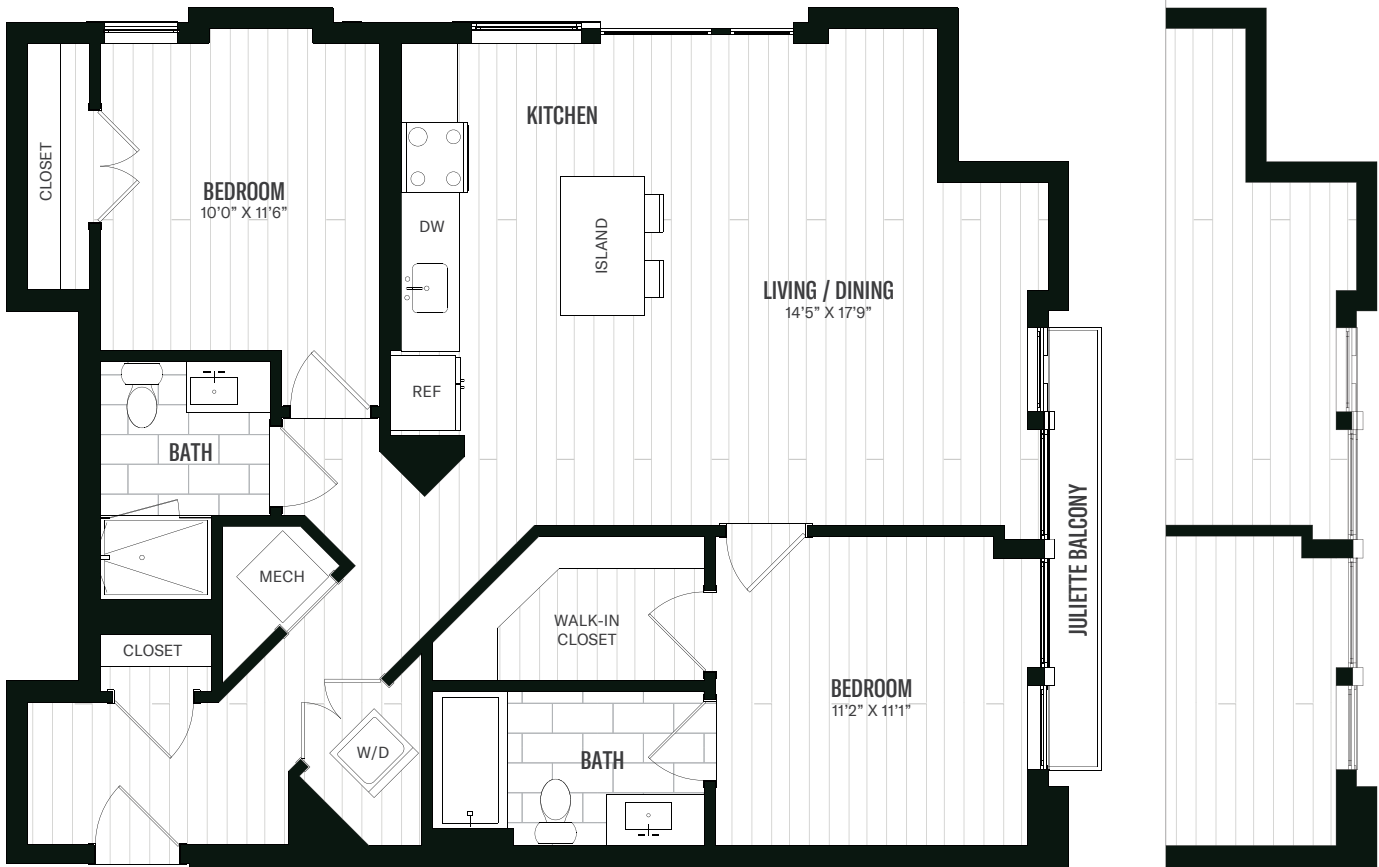 KITCHEN
CLOSET
BEDROOM
10'0" X 11'6"
DW
ISLAND
LIVING / DINING
14'5" X 17'9"
REF
BATH
JULIETTE BALCONY
MECH
WALK-IN
CLOSET
CLOSET
BEDROOM
11'2" X 11'1"
W/D
BATH